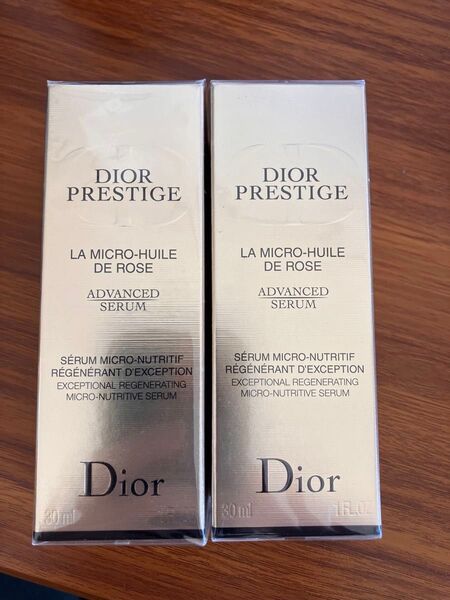 DIOR
PRESTIGE
LA MICRO-HUILE
DE ROSE
ADVANCED
SERUM
SÉRUM MICRO-NUTRITIF
RÉGÉNÉRANT D'EXCEPTION
EXCEPTIONAL REGENERATING
MICRO-NUTRITIVE SERUM
Dior
30 ml
DIOR
PRESTIGE
LA MICRO-HUILE
DE ROSE
ADVANCED
SERUM
SÉRUM MICRO-NUTRITIF
RÉGÉNÉRANT D'EXCEPTION
EXCEPTIONAL REGENERATING
MICRO-NUTRITIVE SERUM
Dior
30 ml 1FL.OZ